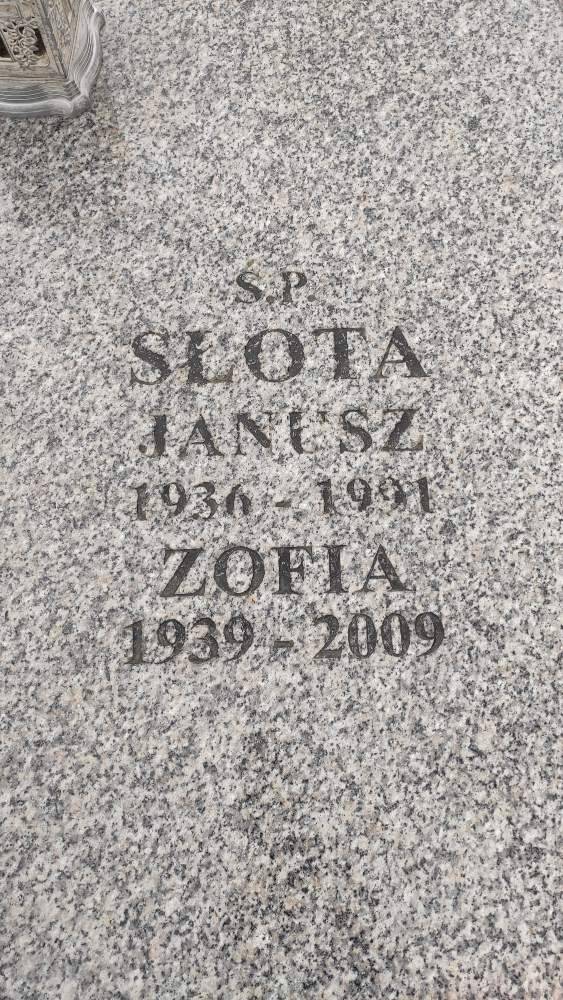 Ś.P.
SŁOTA
JANUSZ
1936 - 1991
ZOFIA
1939 - 2009